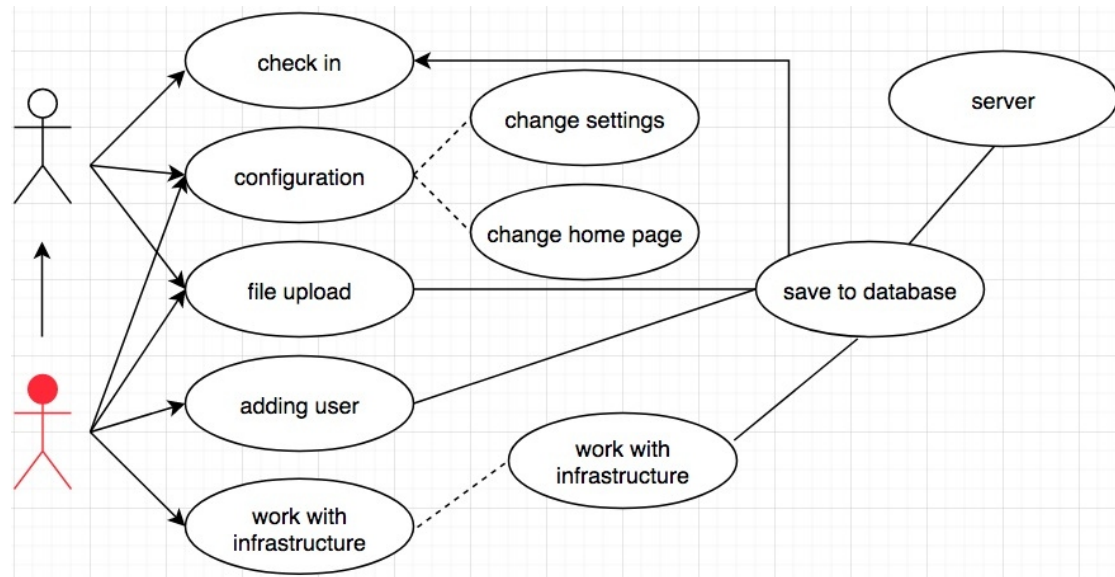 check in
change settings
server
configuration
change home page
file upload
save to database
adding user
work with
infrastructure
work with
infrastructure